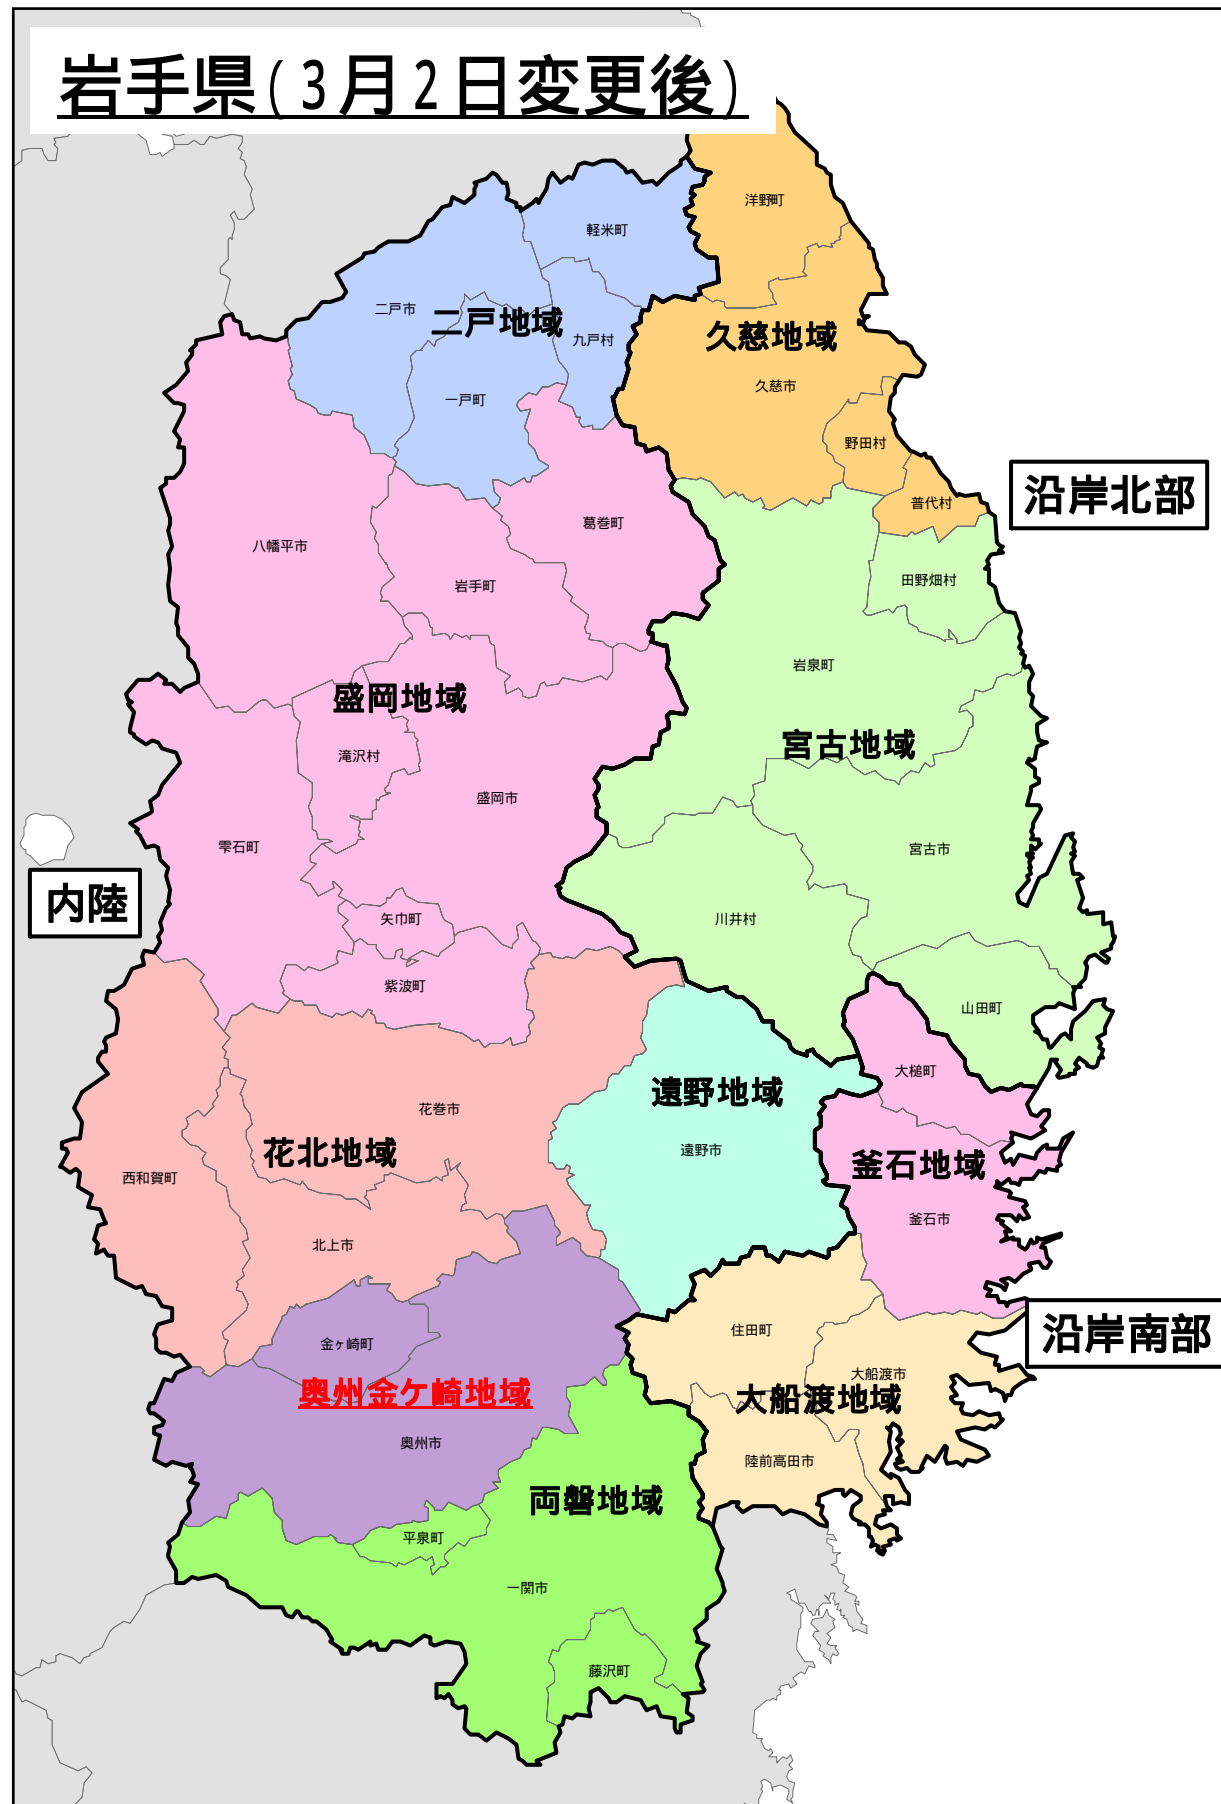 岩手県(3月2日変更後)
洋野町
軽米町
二戸市
二戸地域
九戸村
久慈地域
久慈市
一戸町
野田村
沿岸北部
普代村
葛巻町
八幡平市
岩手町
田野畑村
岩泉町
盛岡地域
宮古地域
滝沢村
盛岡市
雫石町
宮古市
内陸
矢巾町
川井村
紫波町
山田町
大槌町
遠野地域
花巻市
花北地域
遠野市
釜石地域
西和賀町
釜石市
北上市
住田町
沿岸南部
金ヶ崎町
大船渡市
奥州金ケ崎地域
大船渡地域
奥州市
陸前高田市
両磐地域
平泉町
一関市
藤沢町